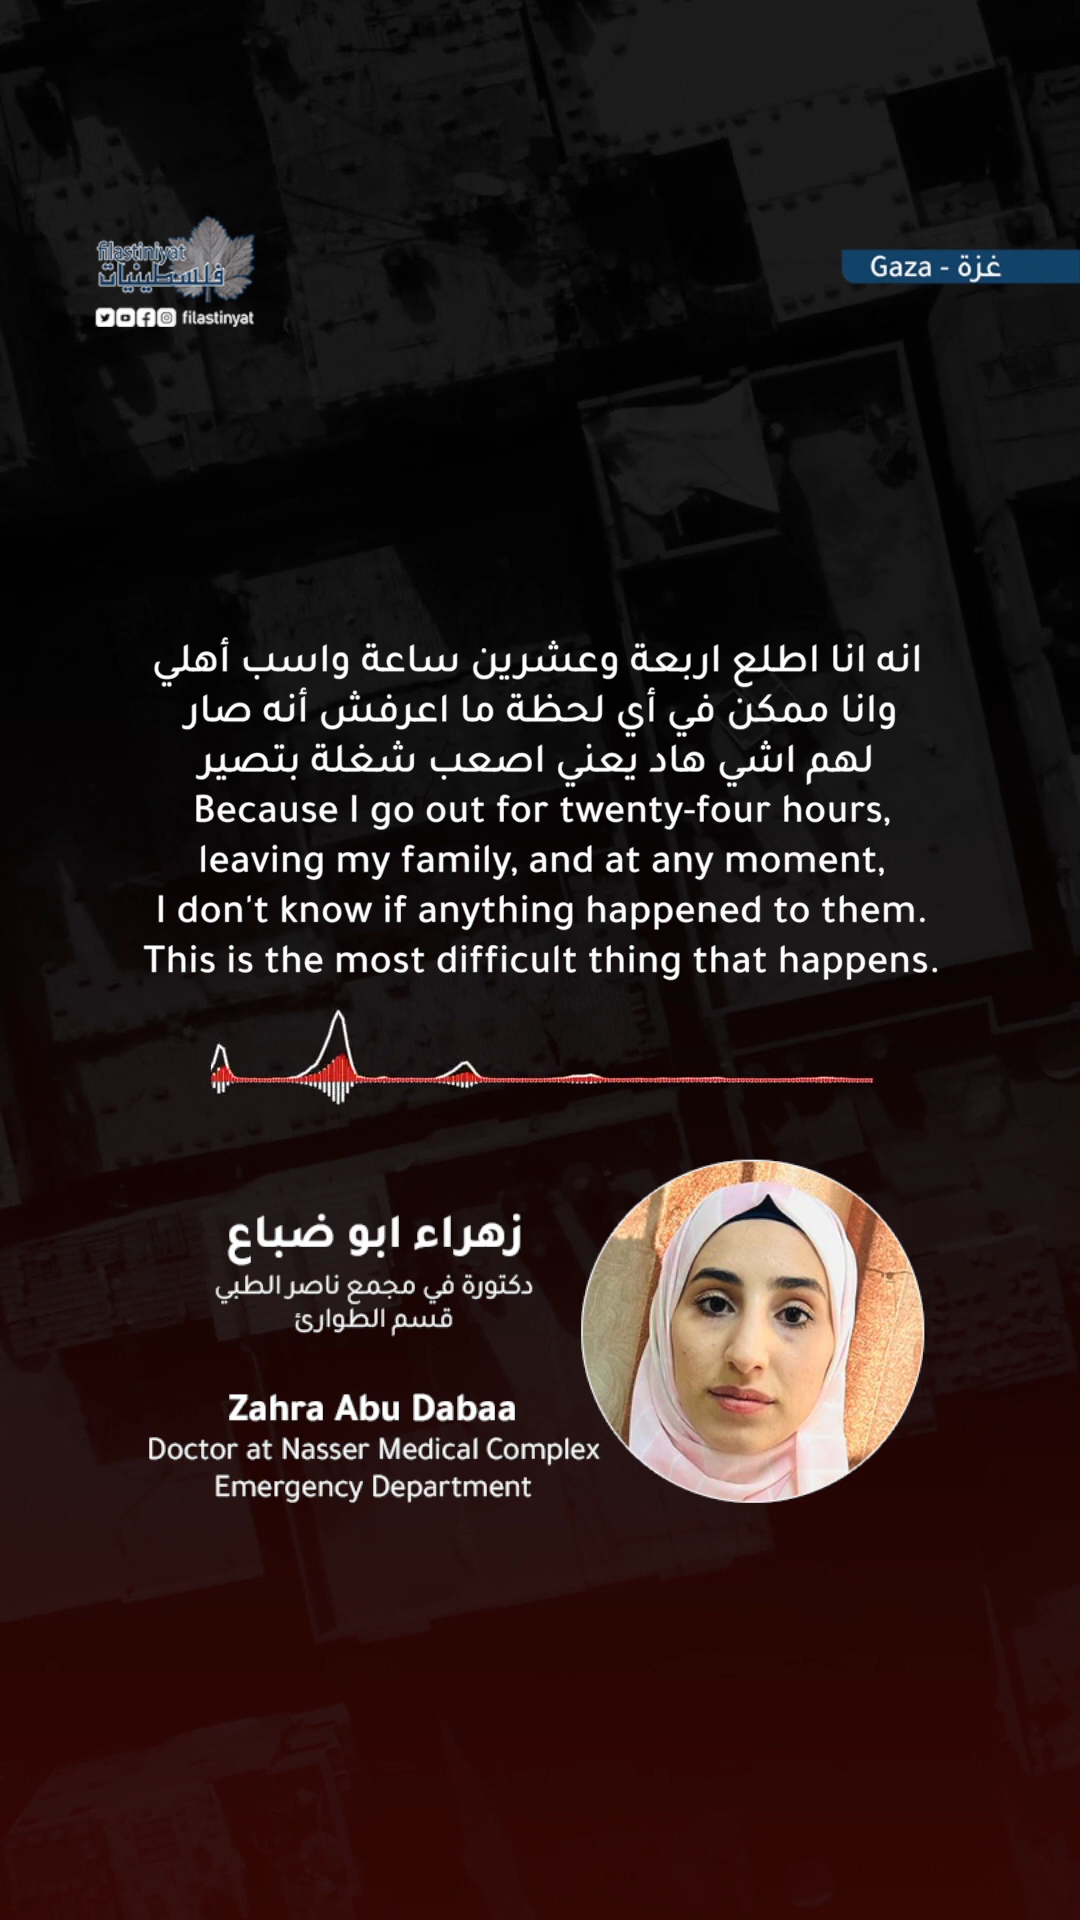 filastiniyat
فلسطينيات
filastinyat
Gaza - غزة
انه انا اطلع اربعة وعشرين ساعة واسب أهلي
وانا ممكن في أي لحظة ما اعرفش أنه صار
لهم اشي هاد يعني اصعب شغلة بتصير
Because I go out for twenty-four hours,
leaving my family, and at any moment,
I don't know if anything happened to them.
This is the most difficult thing that happens.
زهراء ابو ضباع
دكتورة في مجمع ناصر الطبي
قسم الطوارئ
Zahra Abu Dabaa
Doctor at Nasser Medical Complex
Emergency Department